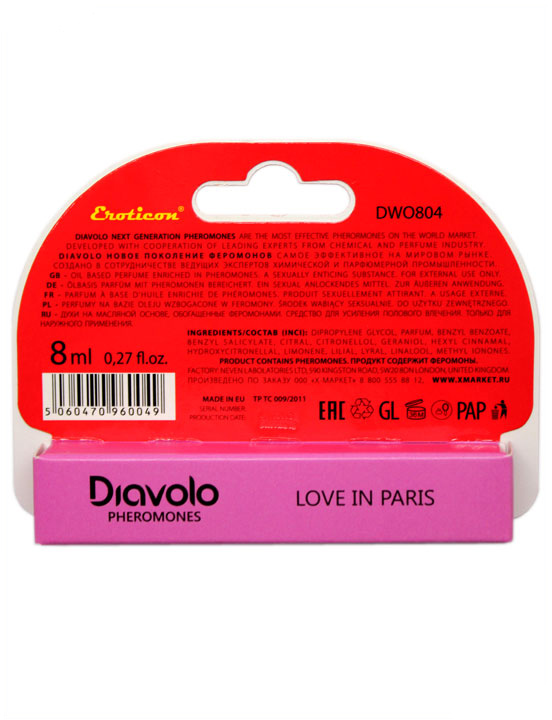 Eroticon®
DWO804
DIAVOLO NEXT GENERATION PHEROMONES ARE THE MOST EFFECTIVE PHEROMONES ON THE WORLD MARKET.
DEVELOPED WITH COOPERATION OF LEADING EXPERTS FROM CHEMICAL AND PERFUME INDUSTRY.
DIAVOLO НОВОЕ ПОКОЛЕНИЕ ФЕРОМОНОВ САМОЕ ЭФФЕКТИВНОЕ НА МИРОВОМ РЫНКЕ.
СОЗДАНО В СОТРУДНИЧЕСТВЕ ВЕДУЩИХ ЭКСПЕРТОВ ХИМИЧЕСКОЙ И ПАРФЮМЕРНОЙ ПРОМЫШЛЕННОСТИ.
GB - OIL BASED PERFUME ENRICHED IN PHEROMONES. A SEXUALLY ENTICING SUBSTANCE. FOR EXTERNAL USE ONLY.
DE - ÖLBASIS PARFUM MIT PHEROMONEN BEREICHERT. EIN SEXUAL ANLOCKENDES MITTEL. ZUR ÄUßEREN ANWENDUNG.
FR - PARFUM À BASE D'HUILE ENRICHIE DE PHEROMONES. PRODUIT SEXUELLEMENT ATTIRANT. A USAGE EXTERNE.
PL - PERFUMY NA BAZIE OLEJU WZBOGACONE W FEROMONY. ŚRODEK WABIĄCY SEKSUALNIE. DO UŻYTKU ZEWNĘTRZNEGO.
RU - ДУХИ НА МАСЛЯНОЙ ОСНОВЕ, ОБОГАЩЕННЫЕ ФЕРОМОНАМИ. СРЕДСТВО ДЛЯ УСИЛЕНИЯ ПОЛОВОГО ВЛЕЧЕНИЯ ТОЛЬКО ДЛЯ
НАРУЖНОГО ПРИМЕНЕНИЯ.
INGREDIENTS/СОСТАВ (INCI): DIPROPYLENE GLYCOL, PARFUM, BENZYL BENZOATE,
BENZYL SALICYLATE, CITRAL, CITRONELLOL, GERANIOL, HEXYL CINNAMAL,
HYDROXYCITRONELLAL, LIMONENE, LILIAL, LYRAL, LINALOOL, METHYL IONONES.
PRODUCT CONTAINS PHEROMONES. ПРОДУКТ СОДЕРЖИТ ФЕРОМОНЫ.
FACTORY: NEVEN LABOLATORIES LTD, 590 KINGSTON ROAD, SW20 8DN LONDON, UNITED KINGDOM
ПРОИЗВЕДЕНО ПО ЗАКАЗУ ООО «Х-МАРКЕТ» 8 800 555 88 12, WWW.XMARKET.RU
8 ml 0,27 fl.oz.
5 060470 960049
MADE IN EU TP TC 009/2011
SERIAL NUMBER:
PRODUCTION DATE:
EAC GL PAP
Diavolo
PHEROMONES
LOVE IN PARIS